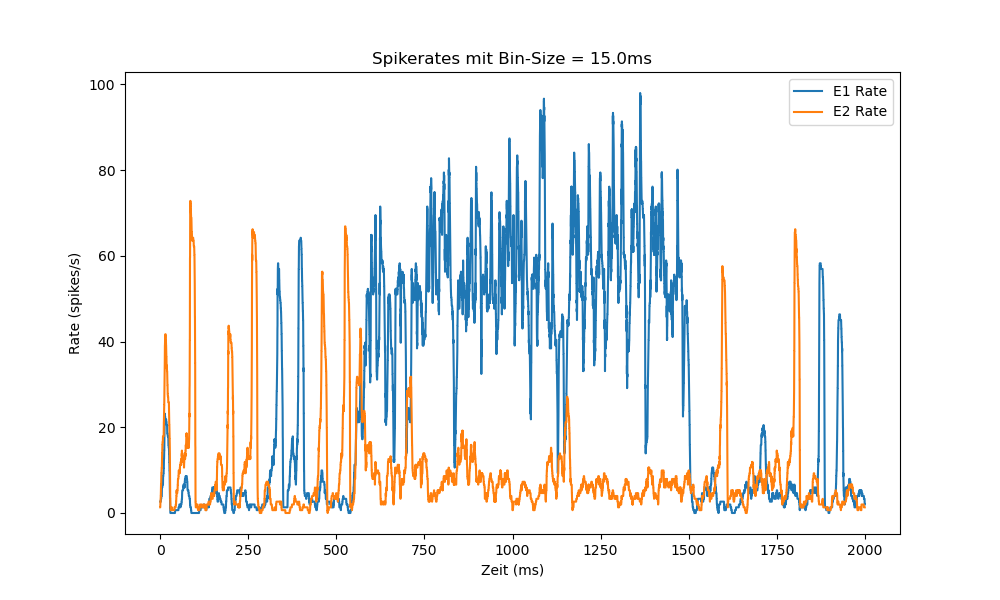 Spikerates mit Bin-Size = 15.0ms
E1 Rate
E2 Rate
100
80
60
40
20
0
Rate (spikes/s)
0 250 500 750 1000 1250 1500 1750 2000
Zeit (ms)